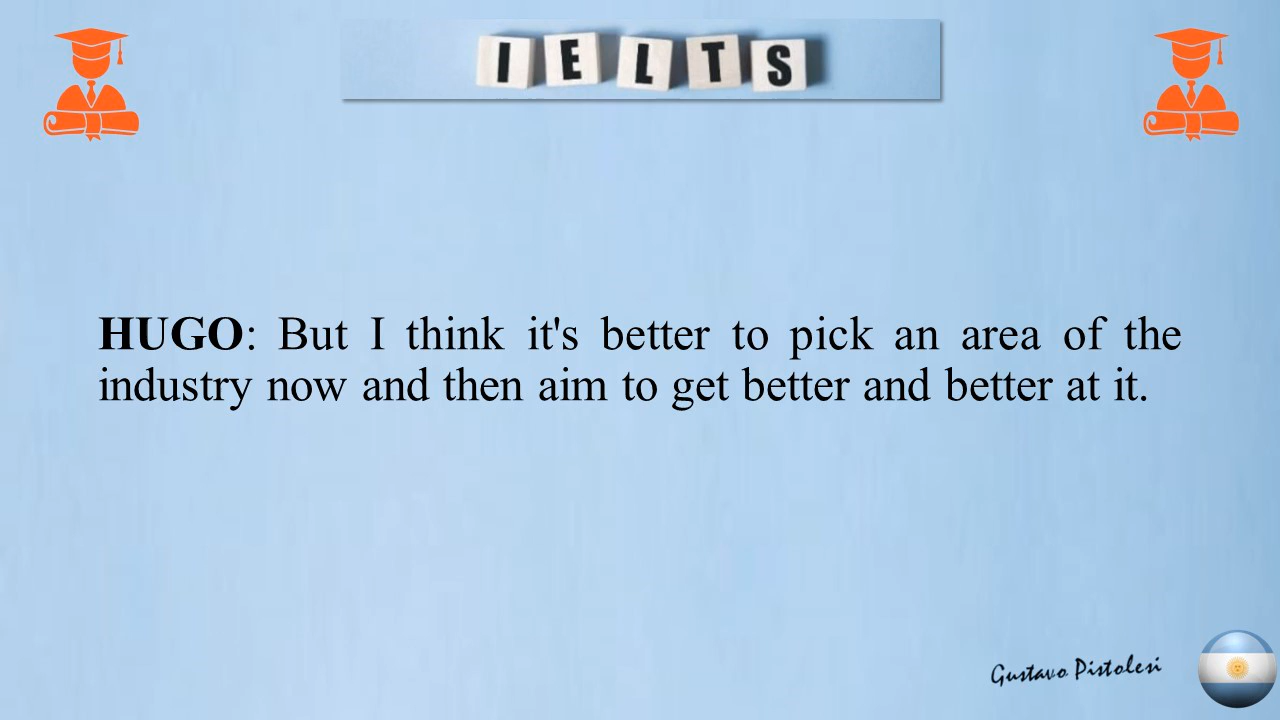 IELTS
HUGO: But I think it's better to pick an area of the
industry now and then aim to get better and better at it.
Gustavo Pistolesi